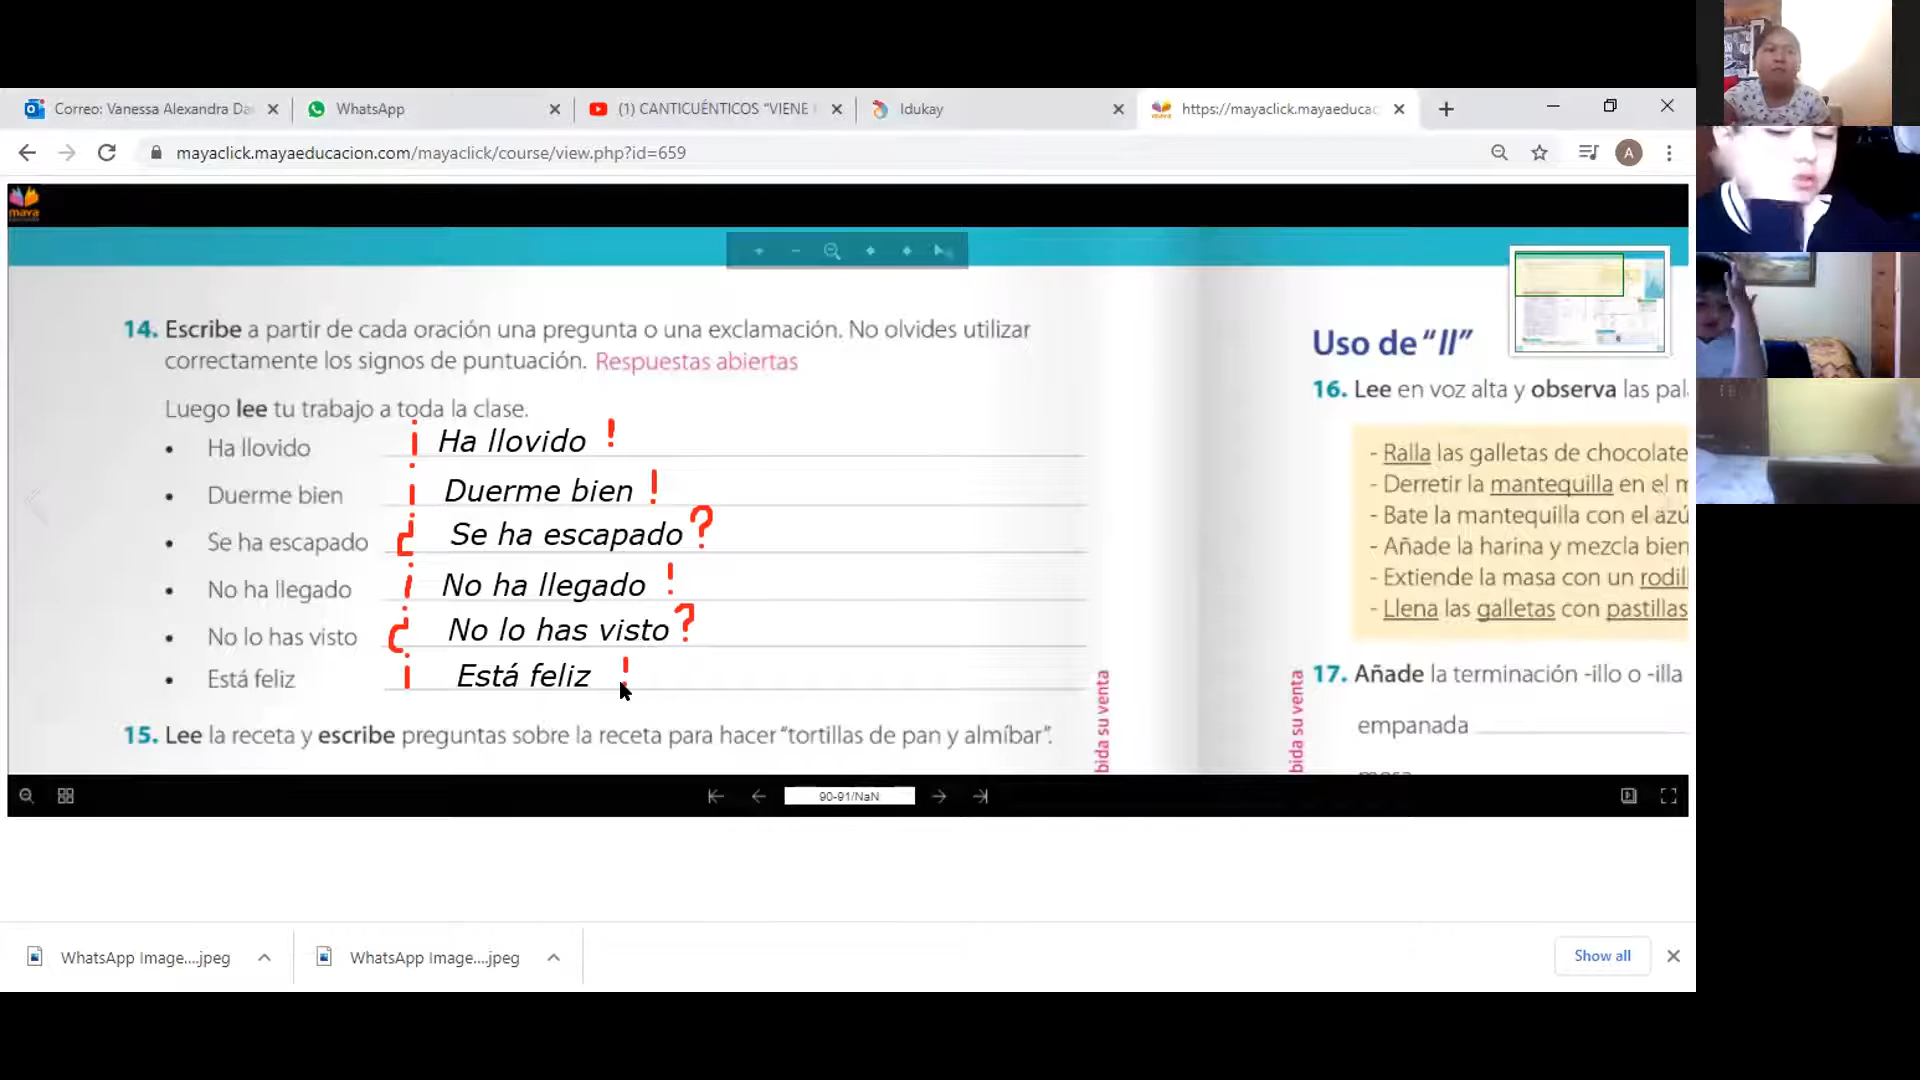 Correo: Vanessa Alexandra Da
WhatsApp
(1) CANTICUÉNTICOS "VIENE
Idukay
https://mayaclick.mayaeducac
mayaclick.mayaeducacion.com/mayaclick/course/view.php?id=659
A
maya
14. Escribe a partir de cada oración una pregunta o una exclamación. No olvides utilizar
correctamente los signos de puntuación. Respuestas abiertas
Luego lee tu trabajo a toda la clase.
• Ha llovido ¡ Ha llovido !
• Duerme bien ¡ Duerme bien !
• Se ha escapado ¿ Se ha escapado ?
• No ha llegado ¡ No ha llegado !
• No lo has visto ¿ No lo has visto ?
• Está feliz ¡ Está feliz !
15. Lee la receta y escribe preguntas sobre la receta para hacer "tortillas de pan y almíbar".
bida su venta
bida su venta
Uso de "ll"
16. Lee en voz alta y observa las pal
- Ralla las galletas de chocolate
- Derretir la mantequilla en el m
- Bate la mantequilla con el azú
- Añade la harina y mezcla bien
- Extiende la masa con un rodil
- Llena las galletas con pastillas
17. Añade la terminación -illo o -illa
empanada
90-91/NaN
WhatsApp Image....jpeg
WhatsApp Image....jpeg
Show all